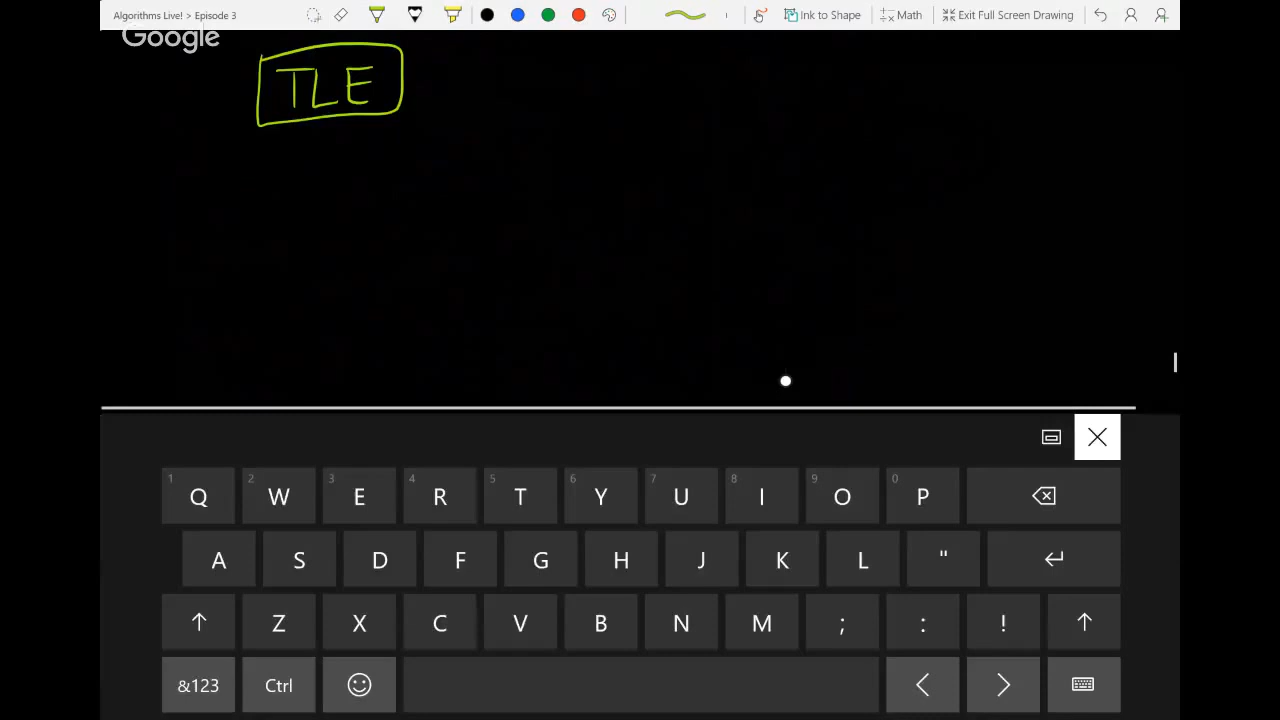 Algorithms Live! > Episode 3
Ink to Shape
Math
Exit Full Screen Drawing
Google
TLE
1 Q 2 W 3 E 4 R 5 T 6 Y 7 U 8 I 9 O 0 P
A S D F G H J K L "
Z X C V B N M ; : !
&123 Ctrl